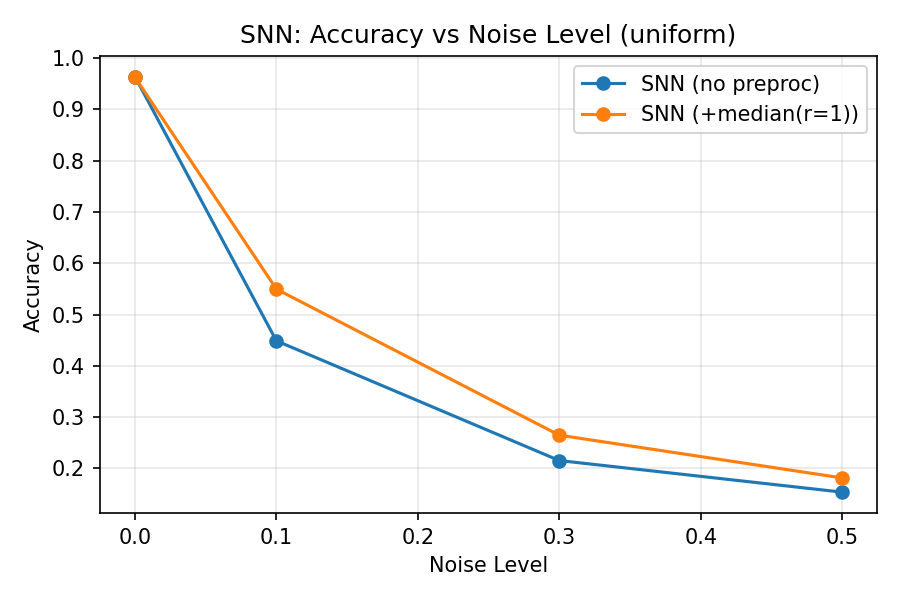 SNN: Accuracy vs Noise Level (uniform)
SNN (no preproc)
SNN (+median(r=1))
Accuracy
1.0
0.9
0.8
0.7
0.6
0.5
0.4
0.3
0.2
0.0 0.1 0.2 0.3 0.4 0.5
Noise Level